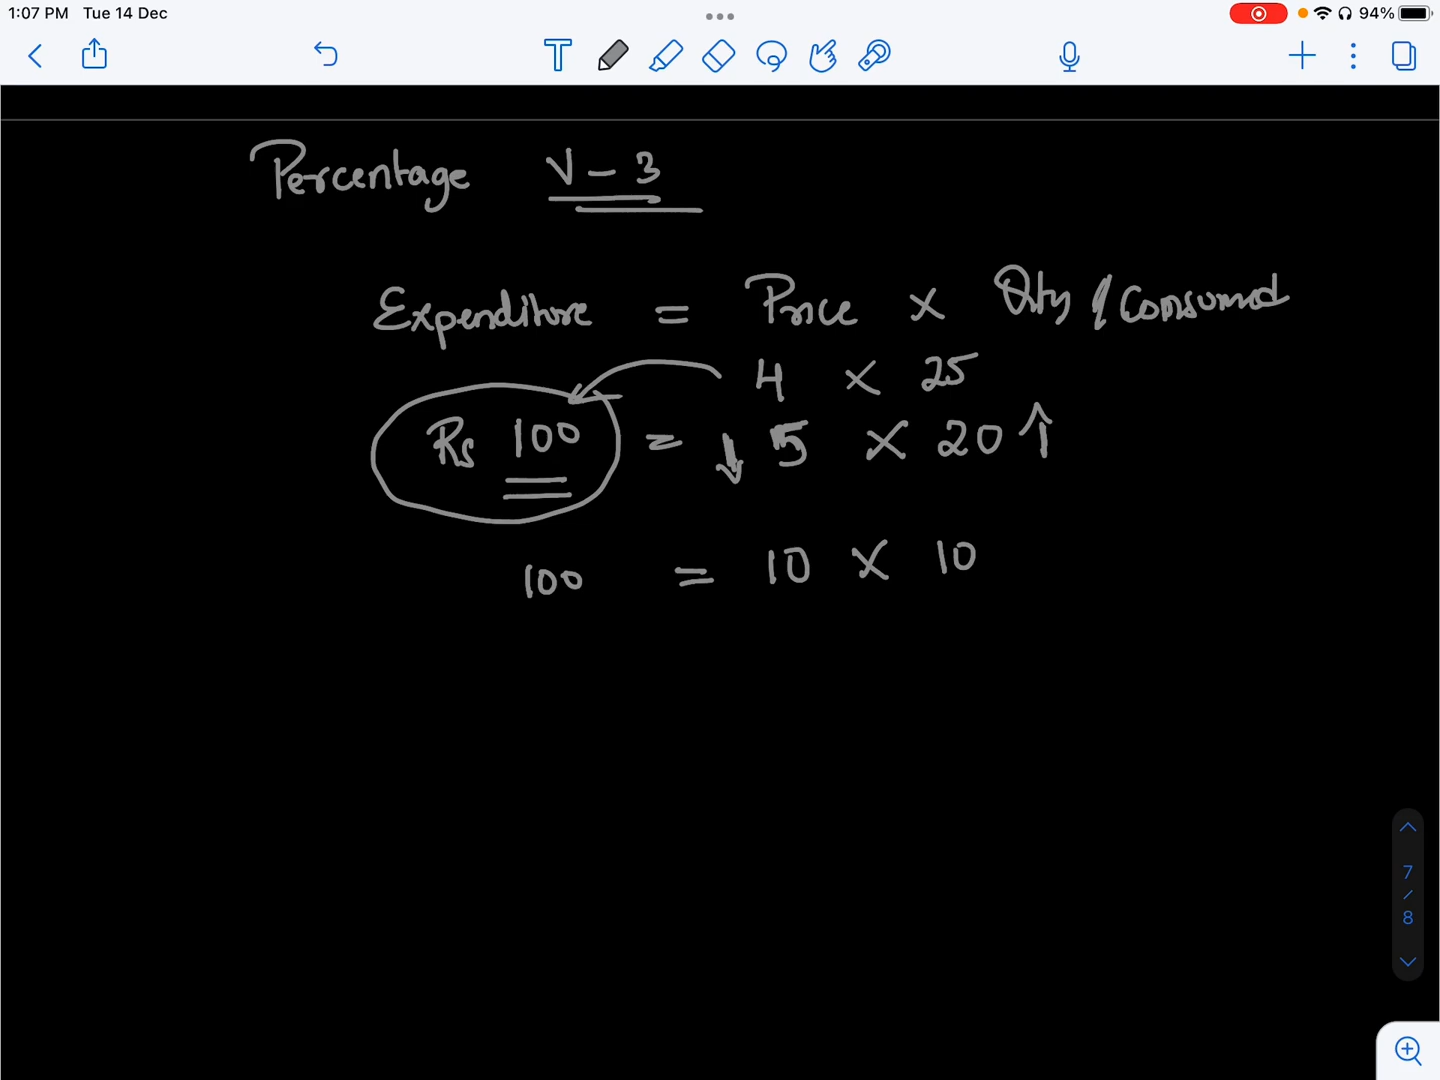 1:07 PM Tue 14 Dec 94%
Percentage V - 3
Expenditure = Price × Qty Consumed
4 × 25
Rs 100 = ↓ 5 × 20 ↑
100 = 10 × 10
7
/
8